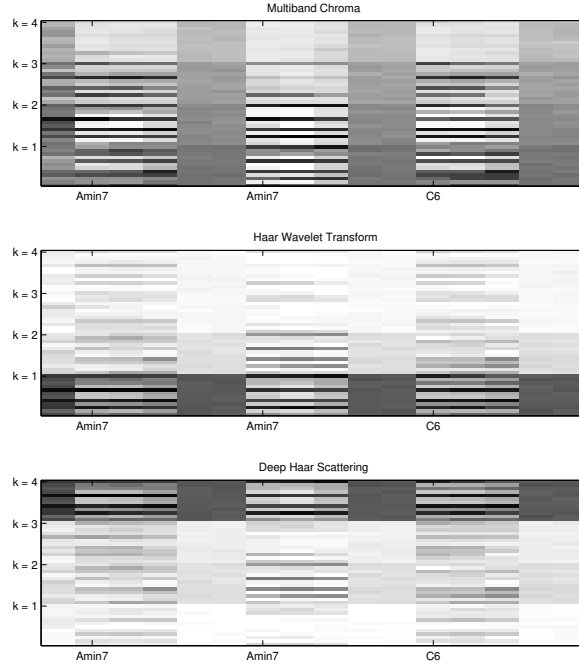 Multiband Chroma
k = 4
k = 3
k = 2
k = 1
Amin7 Amin7 C6
Haar Wavelet Transform
k = 4
k = 3
k = 2
k = 1
Amin7 Amin7 C6
Deep Haar Scattering
k = 4
k = 3
k = 2
k = 1
Amin7 Amin7 C6